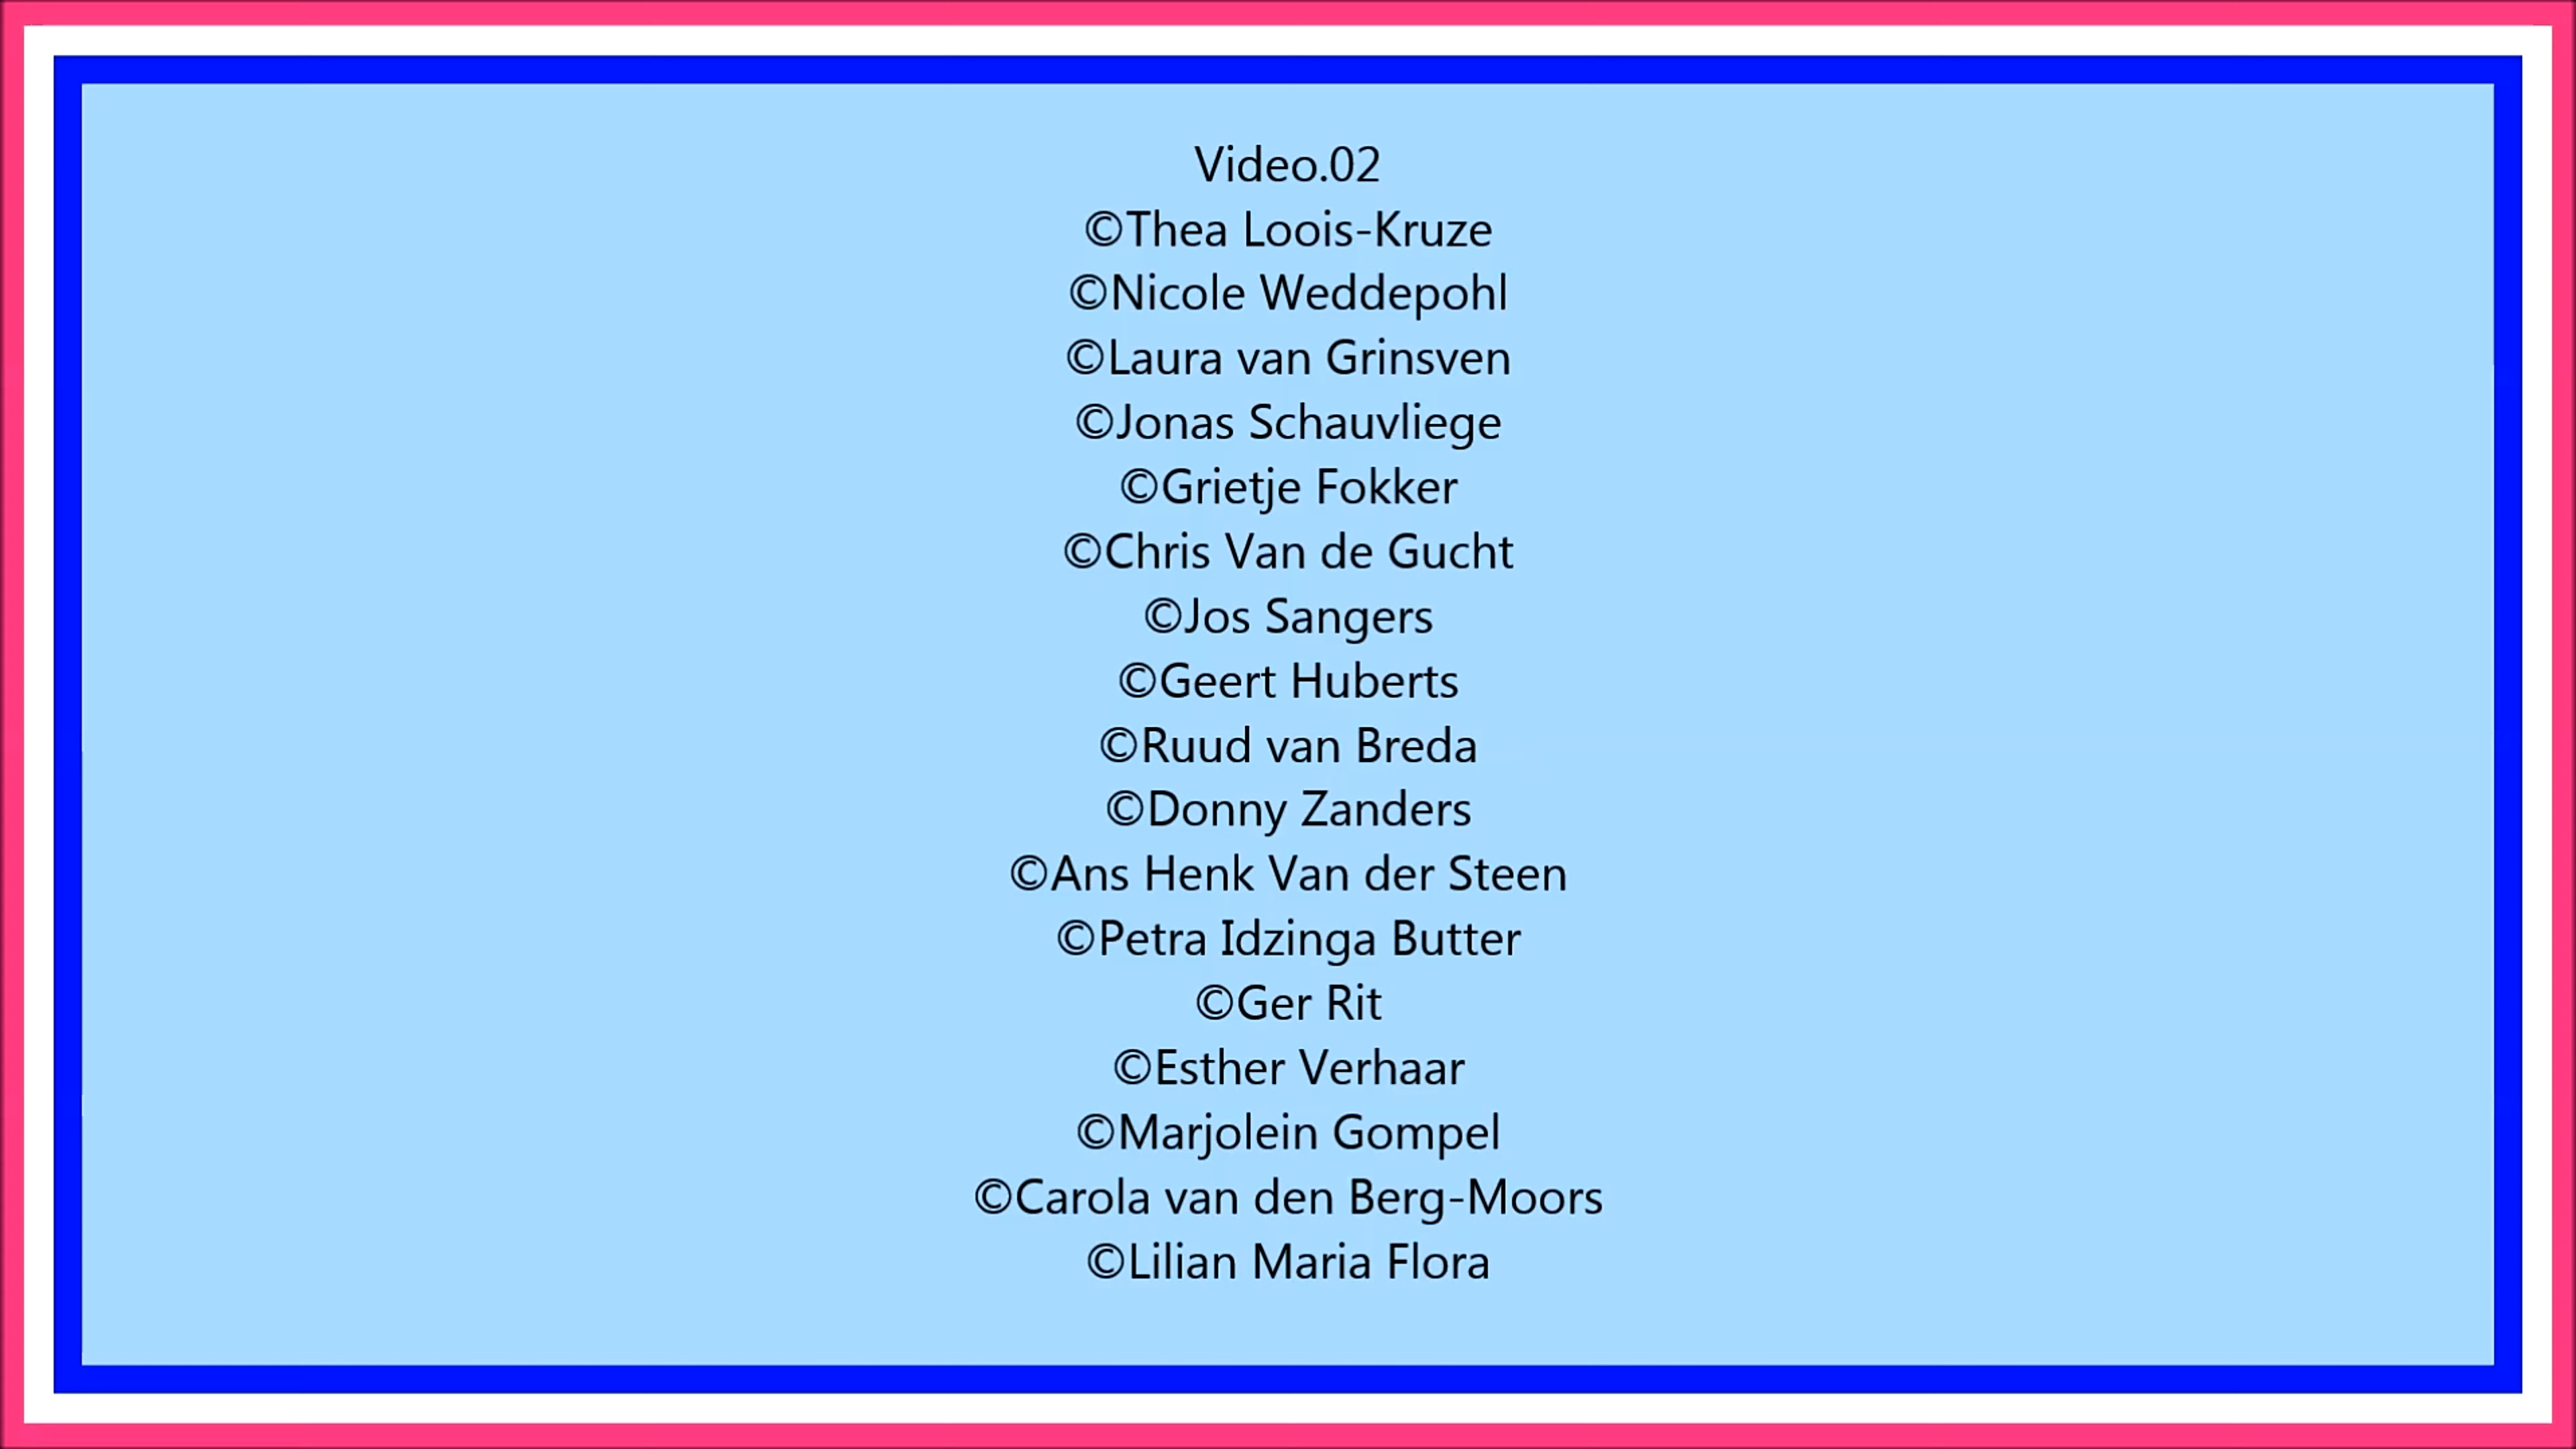 Video.02
©TheaLoois-Kruze
©Nicole Weddepohl
©Laura van Grinsven
©Jonas Schauvliege
©Grietje Fokker
©Chris Van de Gucht
©Jos Sangers
©Geert Huberts
©Ruud van Breda
©Donny Zanders
©Ans Henk Van der Steen
©Petra Idzinga Butter
©Ger Rit
©Esther Verhaar
©Marjolein Gompel
©Carola van den Berg-Moors
©Lilian Maria Flora